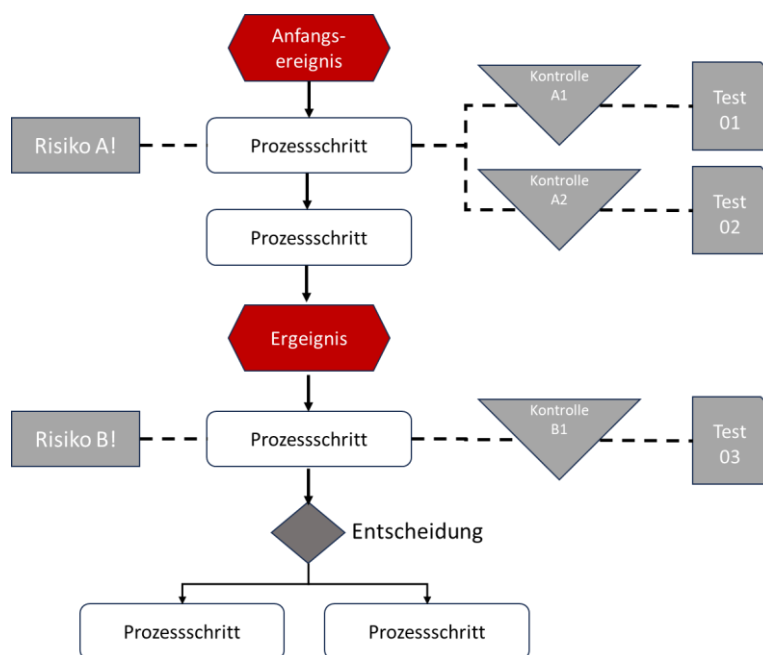 Anfangs-
ereignis
Kontrolle
A1
Test
01
Risiko A!
Prozessschritt
Kontrolle
A2
Test
02
Prozessschritt
Ergeignis
Risiko B!
Prozessschritt
Kontrolle
B1
Test
03
Entscheidung
Prozessschritt
Prozessschritt